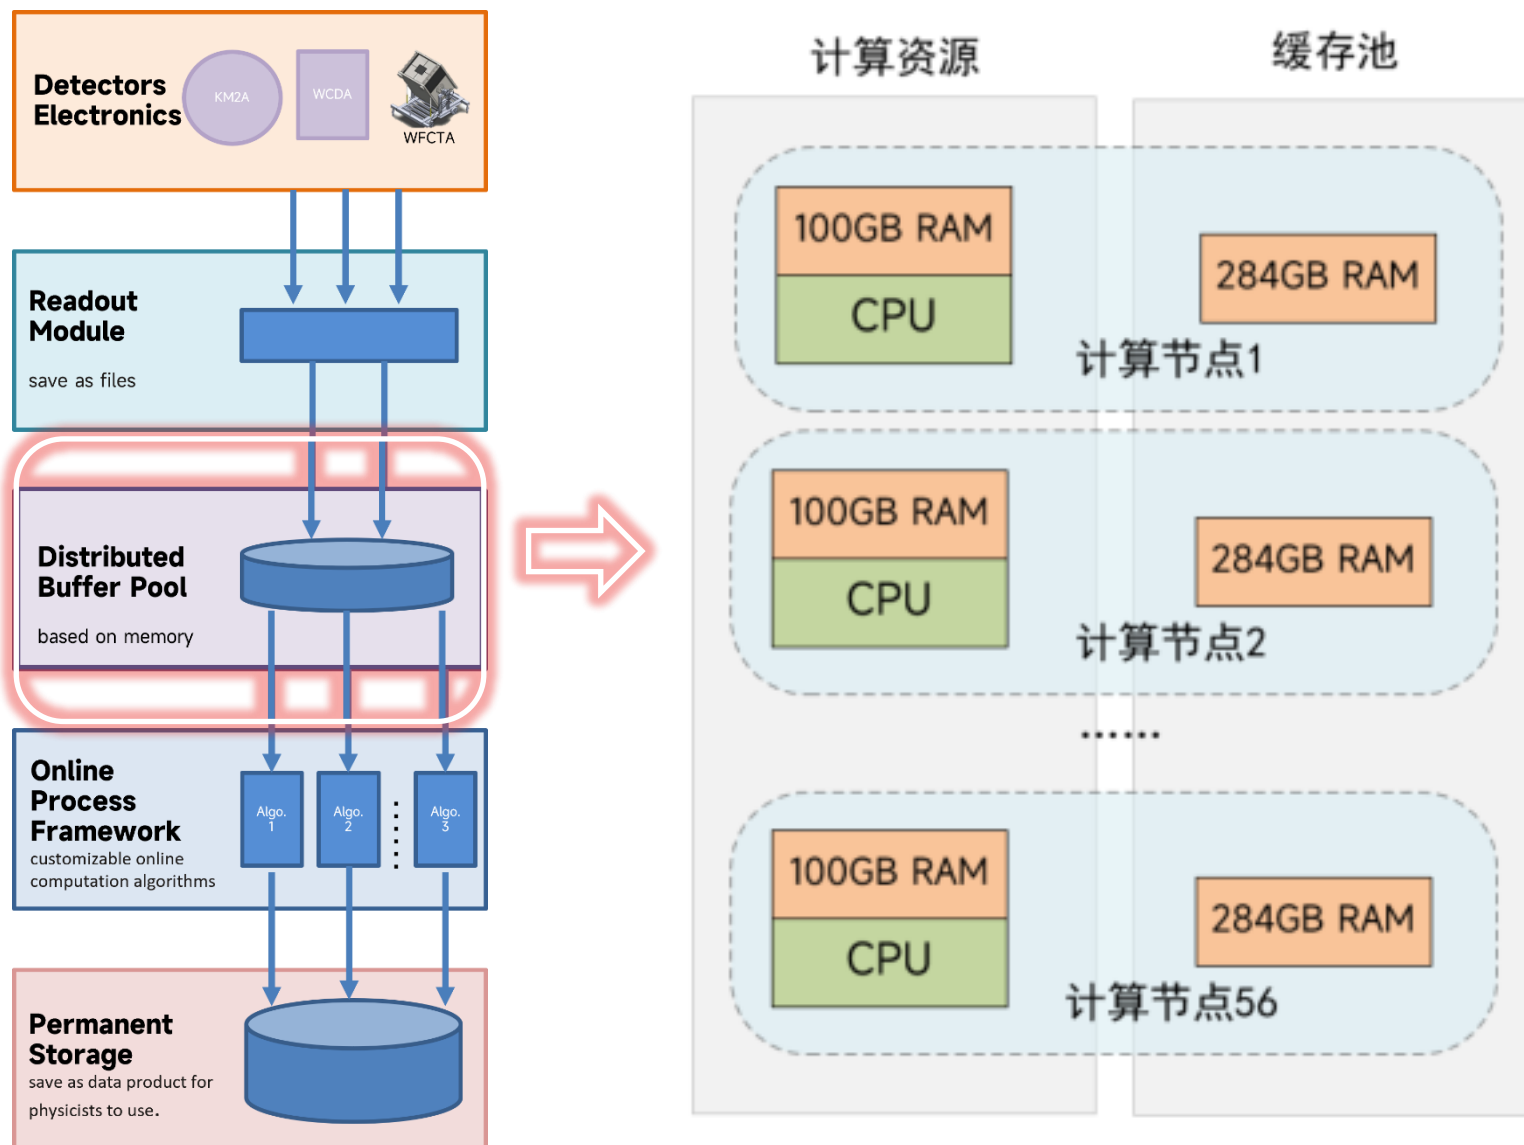 Detectors
Electronics
KM2A
WCDA
WFCTA
Readout
Module
save as files
Distributed
Buffer Pool
based on memory
Online
Process
Framework
customizable online
computation algorithms
Algo.
1
Algo.
2
Algo.
3
Permanent
Storage
save as data product for
physicists to use.
计算资源
缓存池
100GB RAM
CPU
284GB RAM
计算节点1
100GB RAM
CPU
284GB RAM
计算节点2
......
100GB RAM
CPU
284GB RAM
计算节点56